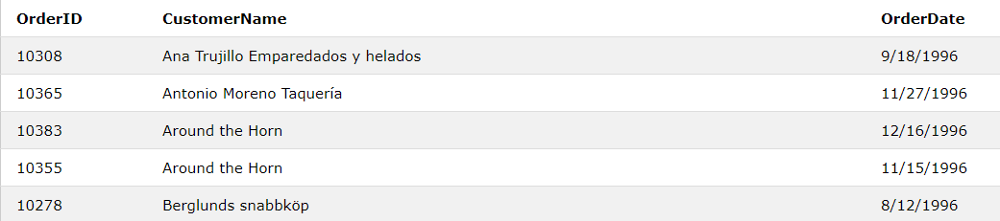 OrderID CustomerName OrderDate
10308 Ana Trujillo Emparedados y helados 9/18/1996
10365 Antonio Moreno Taquería 11/27/1996
10383 Around the Horn 12/16/1996
10355 Around the Horn 11/15/1996
10278 Berglunds snabbköp 8/12/1996